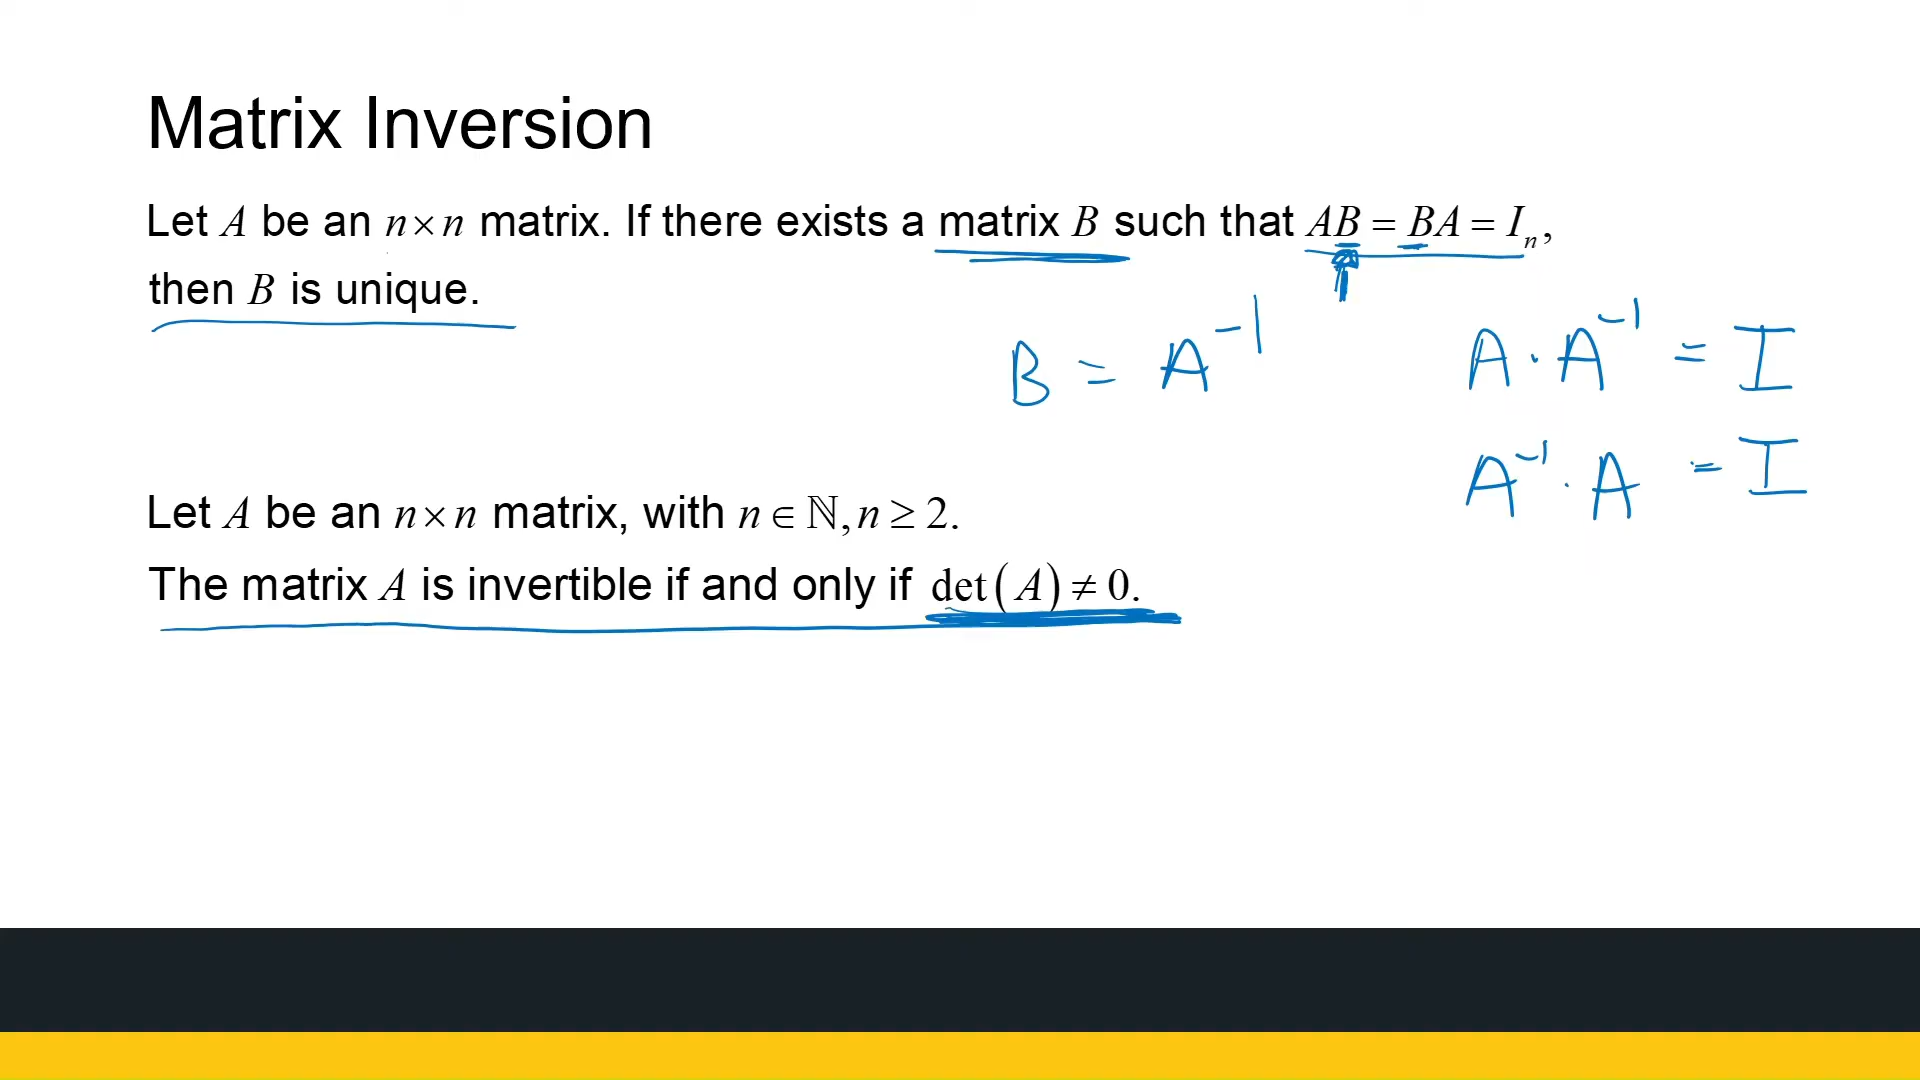 Matrix Inversion
Let A be an n×n matrix. If there exists a matrix B such that AB = BA = Iₙ,
then B is unique.
B = A⁻¹
A · A⁻¹ = I
A⁻¹ · A = I
Let A be an n×n matrix, with n ∈ ℕ, n ≥ 2.
The matrix A is invertible if and only if det(A) ≠ 0.